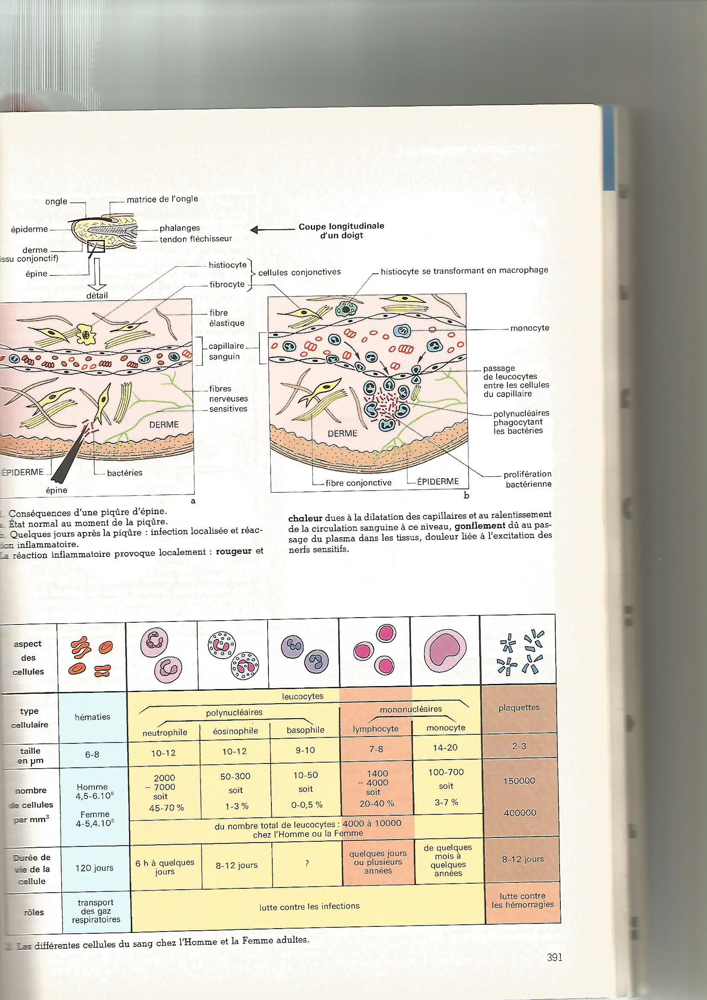 ongle
matrice de l'ongle
épiderme
phalanges
tendon fléchisseur
Coupe longitudinale
d'un doigt
derme
conjonctif)
épine
détail
histiocyte
fibrocyte
cellules conjonctives
histiocyte se transformant en macrophage
fibre
élastique
capillaire
sanguin
fibres
nerveuses
sensitives
DERME
ÉPIDERME
bactéries
épine
a
monocyte
passage
de leucocytes
entre les cellules
du capillaire
polynucléaires
phagocytant
les bactéries
DERME
fibre conjonctive
ÉPIDERME
prolifération
bactérienne
b
Conséquences d'une piqûre d'épine.
État normal au moment de la piqûre.
Quelques jours après la piqûre : infection localisée et réac-
tion inflammatoire.
La réaction inflammatoire provoque localement : rougeur et
chaleur dues à la dilatation des capillaires et au ralentissement
de la circulation sanguine à ce niveau, gonflement dû au pas-
sage du plasma dans les tissus, douleur liée à l'excitation des
nerfs sensitifs.
aspect
des
cellules
type
cellulaire
hématies
leucocytes
polynucléaires
mononucléaires
neutrophile
éosinophile
basophile
lymphocyte
monocyte
plaquettes
taille
en µm
6-8
10-12
10-12
9-10
7-8
14-20
2-3
nombre
de cellules
par mm³
Homme
4,5-6.10⁶
Femme
4-5,4.10⁶
2000
– 7000
soit
45-70 %
50-300
soit
1-3 %
10-50
soit
0-0,5 %
1400
– 4000
soit
20-40 %
100-700
soit
3-7 %
150000
400000
du nombre total de leucocytes : 4000 à 10000
chez l'Homme ou la Femme
Durée de
vie de la
cellule
120 jours
6 h à quelques
jours
8-12 jours
?
quelques jours
ou plusieurs
années
de quelques
mois à
quelques
années
8-12 jours
rôles
transport
des gaz
respiratoires
lutte contre les infections
lutte contre
les hémorragies
Les différentes cellules du sang chez l'Homme et la Femme adultes.
391